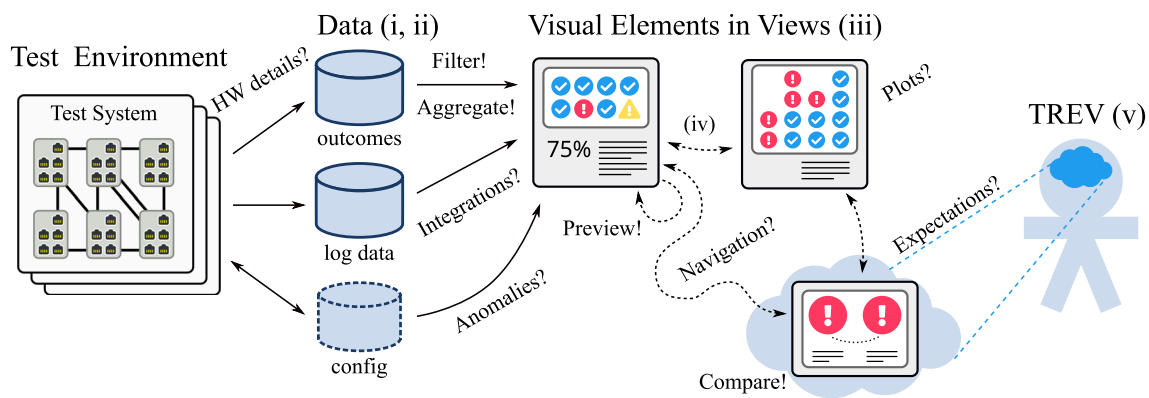 Test Environment
Data (i, ii)
Visual Elements in Views (iii)
TREV (v)
Test System
HW details?
outcomes
log data
config
Filter!
Aggregate!
Integrations?
Anomalies?
75%
Preview!
(iv)
Navigation?
Plots?
Compare!
Expectations?